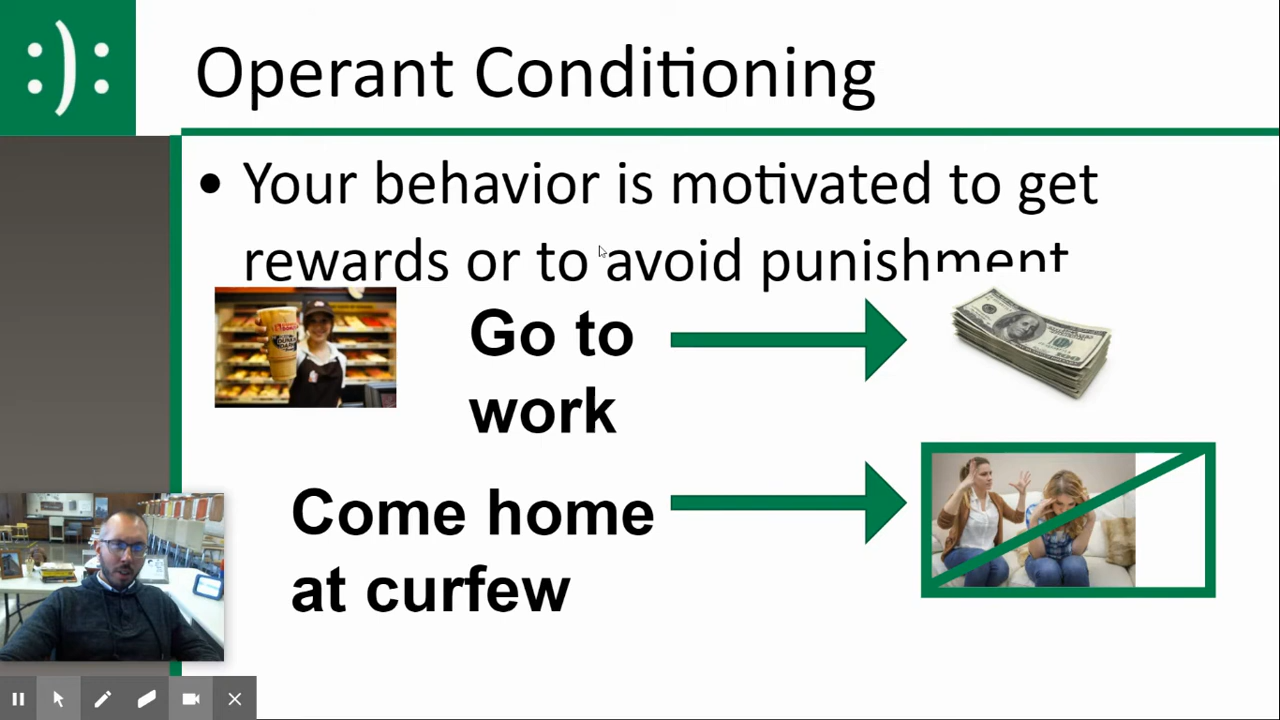 :):
Operant Conditioning
• Your behavior is motivated to get
rewards or to avoid punishment
Go to
work
Come home
at curfew